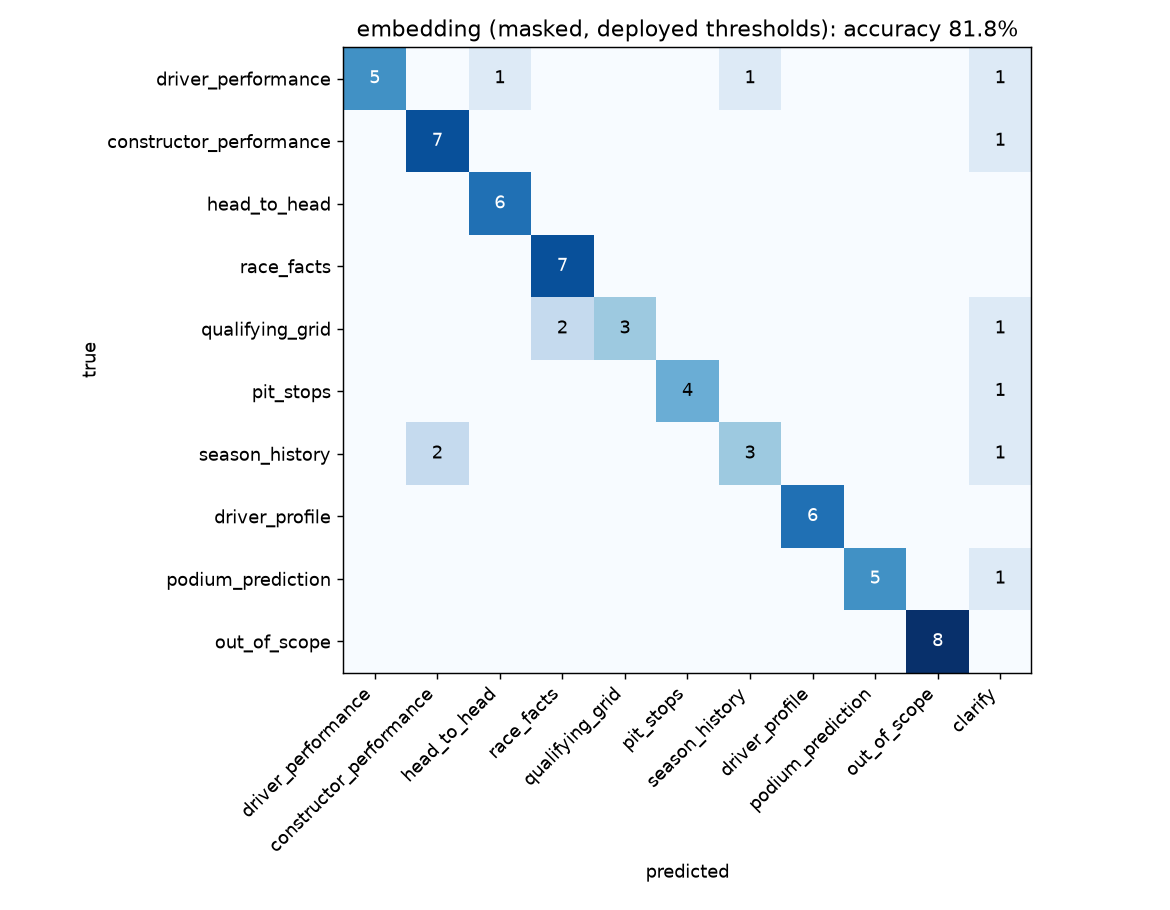 embedding (masked, deployed thresholds): accuracy 81.8%
true
driver_performance 5 1 1 1
constructor_performance 7 1
head_to_head 6
race_facts 7
qualifying_grid 2 3 1
pit_stops 4 1
season_history 2 3 1
driver_profile 6
podium_prediction 5 1
out_of_scope 8
driver_performance
constructor_performance
head_to_head
race_facts
qualifying_grid
pit_stops
season_history
driver_profile
podium_prediction
out_of_scope
clarify
predicted